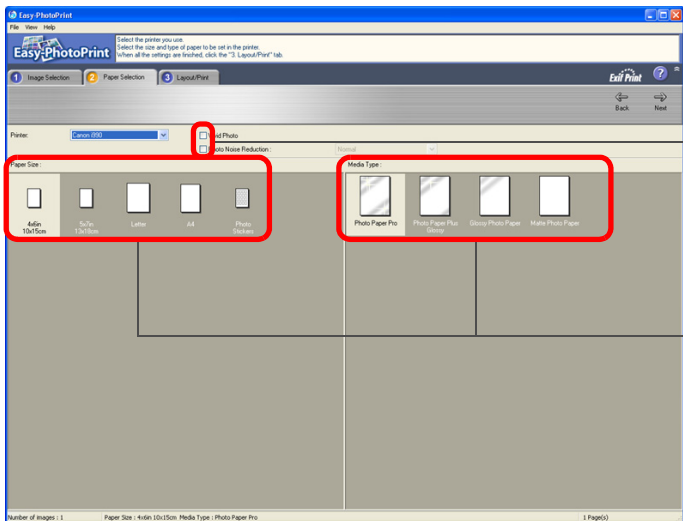 Easy-PhotoPrint
File View Help
Easy-PhotoPrint
Select the printer you use.
Select the size and type of paper to be set in the printer.
When all the settings are finished, click the "3. Layout/Print" tab.
1 Image Selection
2 Paper Selection
3 Layout/Print
Exif Print
?
Back
Next
Printer:
Canon i990
Vivid Photo
Photo Noise Reduction :
Normal
Paper Size :
4x6in
10x15cm
5x7in
13x18cm
Letter
A4
Photo
Stickers
Media Type :
Photo Paper Pro
Photo Paper Plus
Glossy
Glossy Photo Paper
Matte Photo Paper
Number of images : 1
Paper Size : 4x6in 10x15cm Media Type : Photo Paper Pro
1 Page(s)